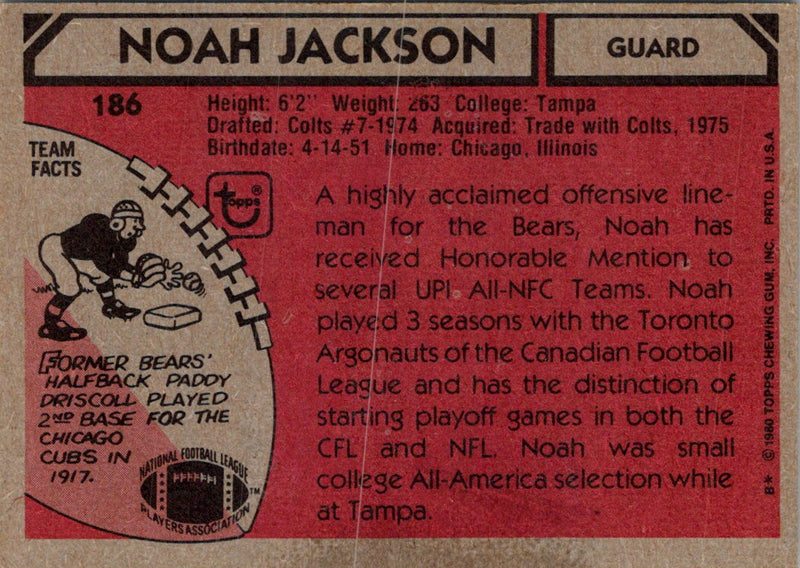 NOAH JACKSON
GUARD
186
Height: 6'2" Weight: 263 College: Tampa
Drafted: Colts #7-1974 Acquired: Trade with Colts, 1975
Birthdate: 4-14-51 Home: Chicago, Illinois
TEAM
FACTS
topps®
A highly acclaimed offensive line-
man for the Bears, Noah has
received Honorable Mention to
several UPI All-NFC Teams. Noah
played 3 seasons with the Toronto
Argonauts of the Canadian Football
League and has the distinction of
starting playoff games in both the
CFL and NFL. Noah was small
college All-America selection while
at Tampa.
FORMER BEARS'
HALFBACK PADDY
DRISCOLL PLAYED
2ND BASE FOR THE
CHICAGO
CUBS IN
1917.
NATIONAL FOOTBALL LEAGUE
PLAYERS ASSOCIATION
TM
B* © 1980 TOPPS CHEWING GUM, INC. PRTD. IN U.S.A.